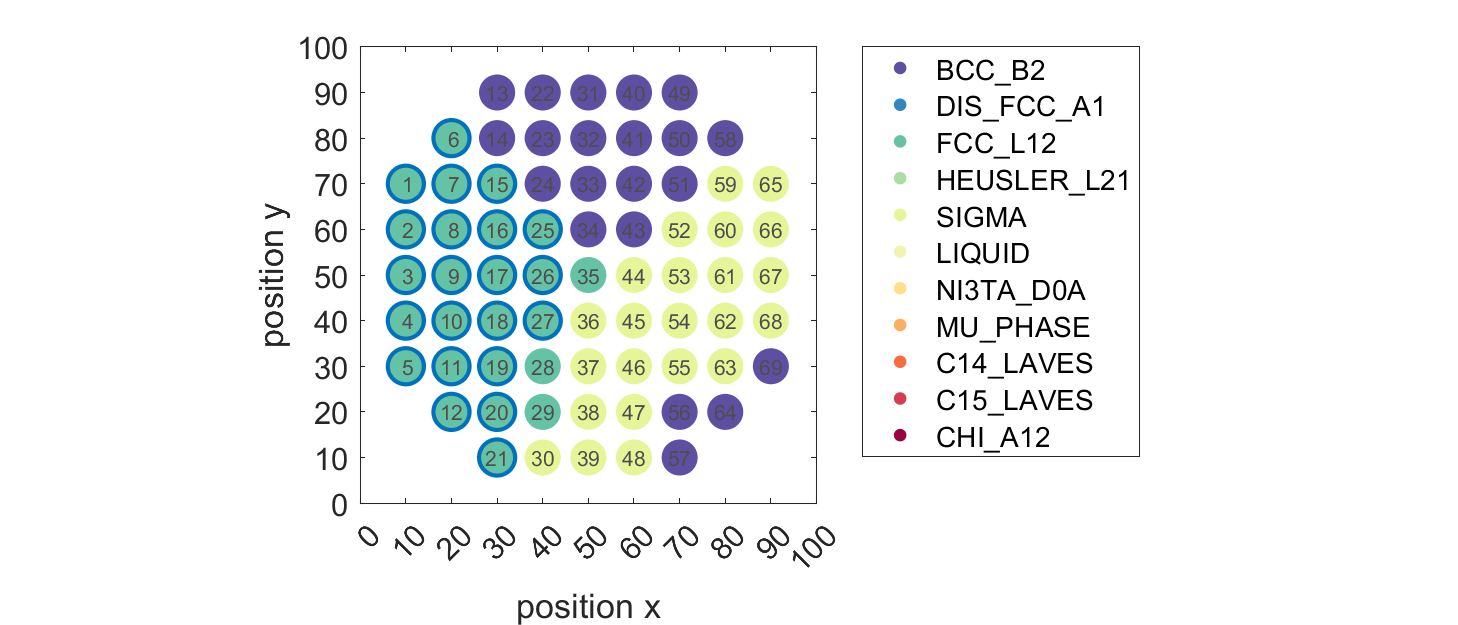 100
90
80
70
60
50
40
30
20
10
0
position y
13 22 31 40 49
6 14 23 32 41 50 58
1 7 15 24 33 42 51 59 65
2 8 16 25 34 43 52 60 66
3 9 17 26 35 44 53 61 67
4 10 18 27 36 45 54 62 68
5 11 19 28 37 46 55 63 69
12 20 29 38 47 56 64
21 30 39 48 57
0 10 20 30 40 50 60 70 80 90 100
position x
BCC_B2
DIS_FCC_A1
FCC_L12
HEUSLER_L21
SIGMA
LIQUID
NI3TA_D0A
MU_PHASE
C14_LAVES
C15_LAVES
CHI_A12